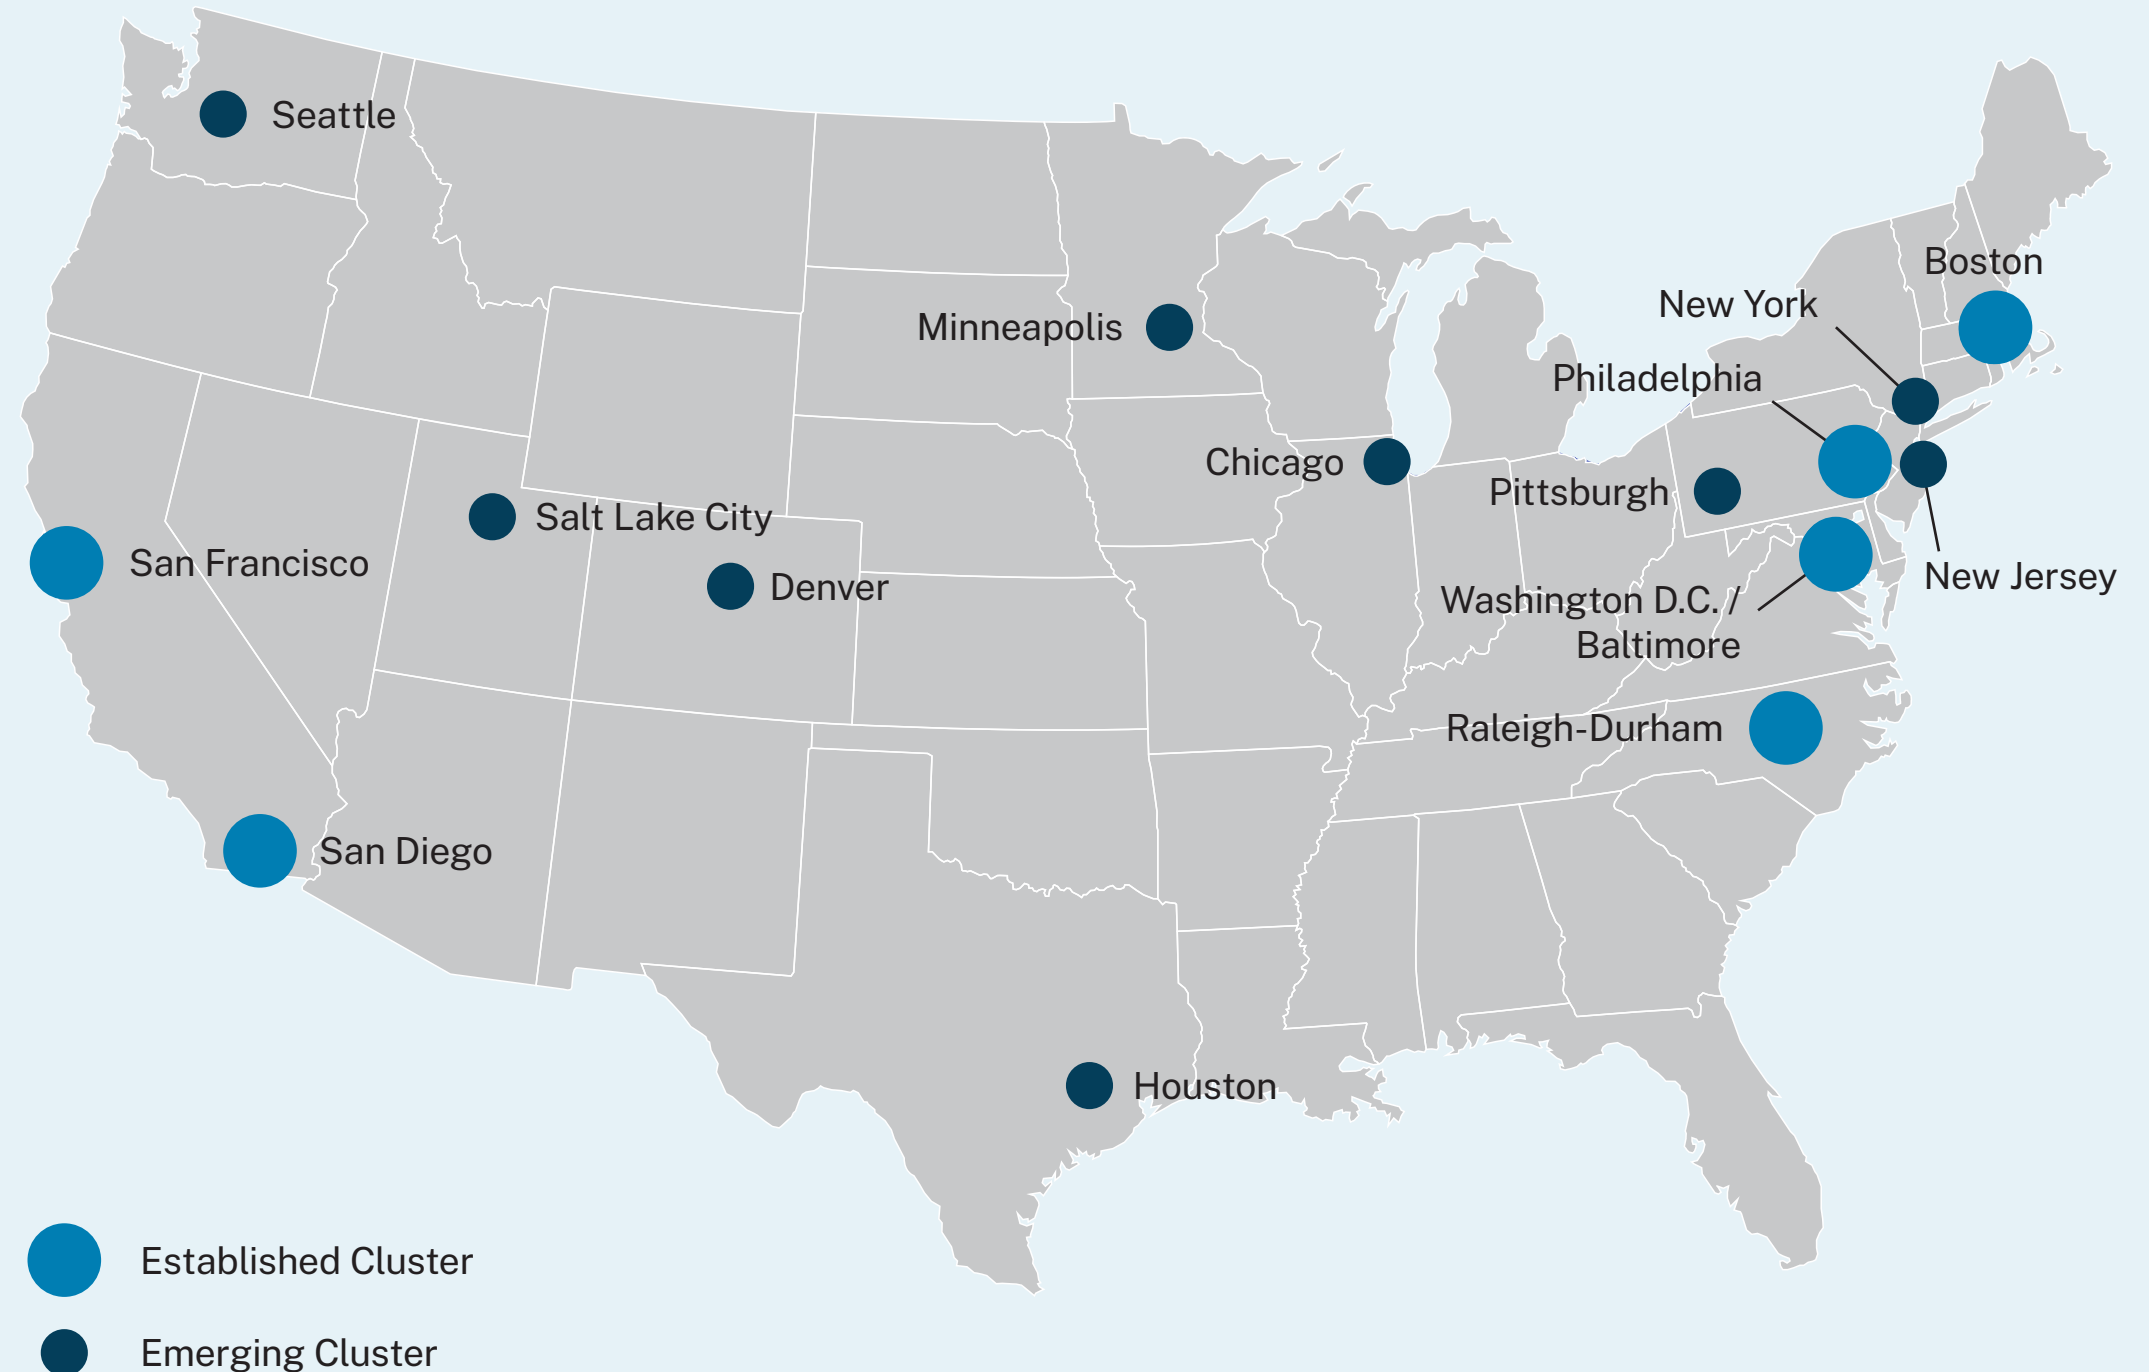 Seattle
Boston
New York
Minneapolis
Philadelphia
Chicago
Pittsburgh
Salt Lake City
San Francisco
Denver
New Jersey
Washington D.C. /
Baltimore
Raleigh-Durham
San Diego
Houston
Established Cluster
Emerging Cluster